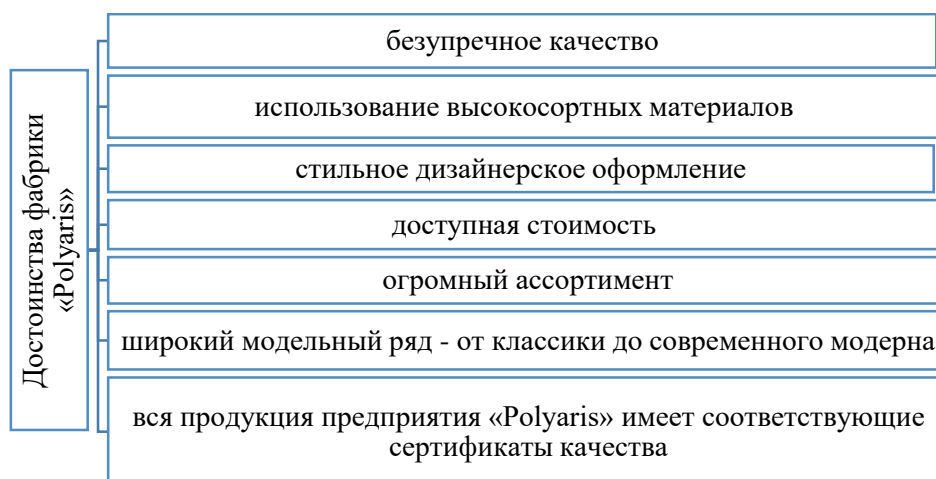 Достоинства фабрики
«Polyaris»
безупречное качество
использование высокосортных материалов
стильное дизайнерское оформление
доступная стоимость
огромный ассортимент
широкий модельный ряд - от классики до современного модерна
вся продукция предприятия «Polyaris» имеет соответствующие
сертификаты качества